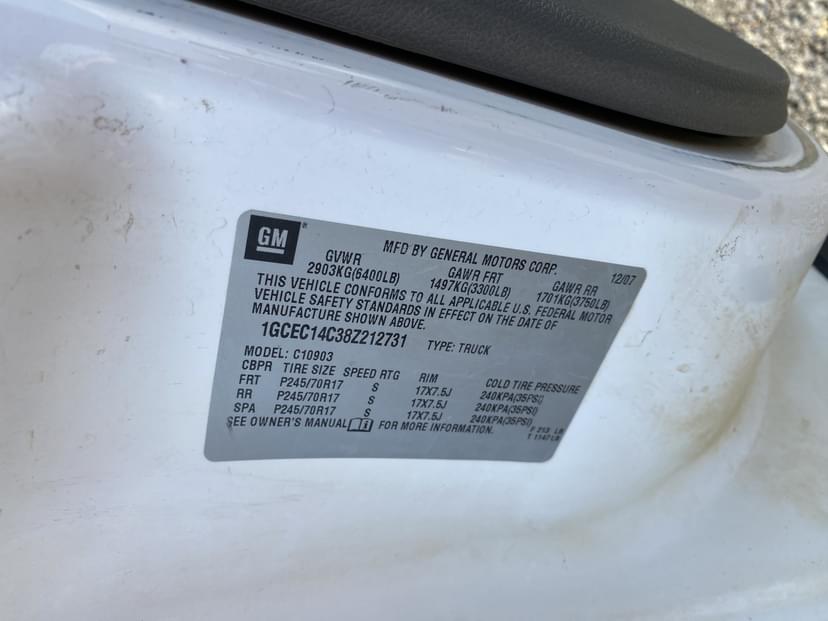 GM®
MFD BY GENERAL MOTORS CORP. 12/07
GVWR GAWR FRT GAWR RR
2903KG(6400LB) 1497KG(3300LB) 1701KG(3750LB)
THIS VEHICLE CONFORMS TO ALL APPLICABLE U.S. FEDERAL MOTOR
VEHICLE SAFETY STANDARDS IN EFFECT ON THE DATE OF
MANUFACTURE SHOWN ABOVE.
1GCEC14C38Z212731 TYPE: TRUCK
MODEL: C10903
CBPR TIRE SIZE SPEED RTG RIM COLD TIRE PRESSURE
FRT P245/70R17 S 17X7.5J 240KPA(35PSI)
RR P245/70R17 S 17X7.5J 240KPA(35PSI)
SPA P245/70R17 S 17X7.5J 240KPA(35PSI)
SEE OWNER'S MANUAL FOR MORE INFORMATION. F 213 LB
T 1147 LB